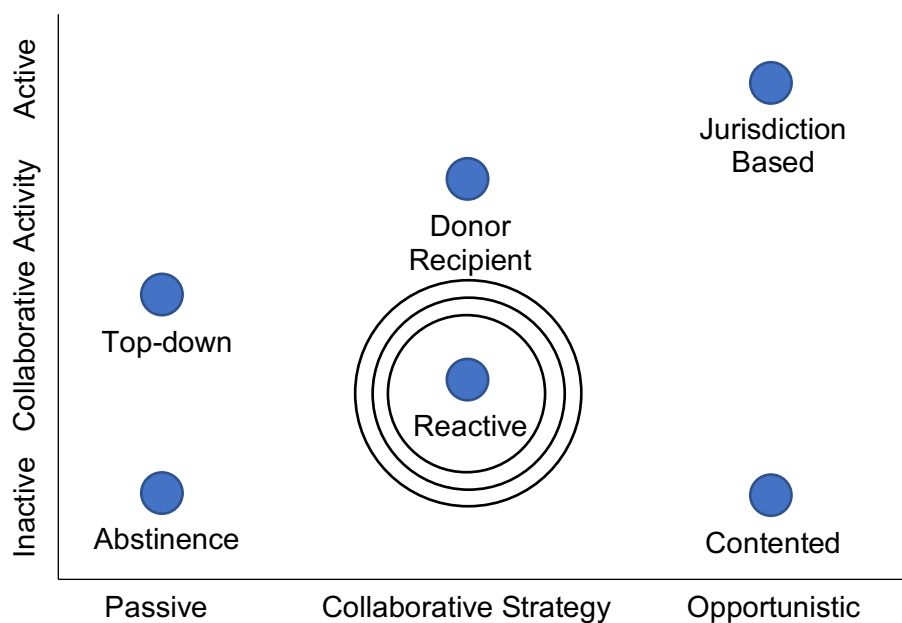 Active
Collaborative Activity
Inactive
Jurisdiction
Based
Donor
Recipient
Top-down
Reactive
Abstinence
Contented
Passive
Collaborative Strategy
Opportunistic